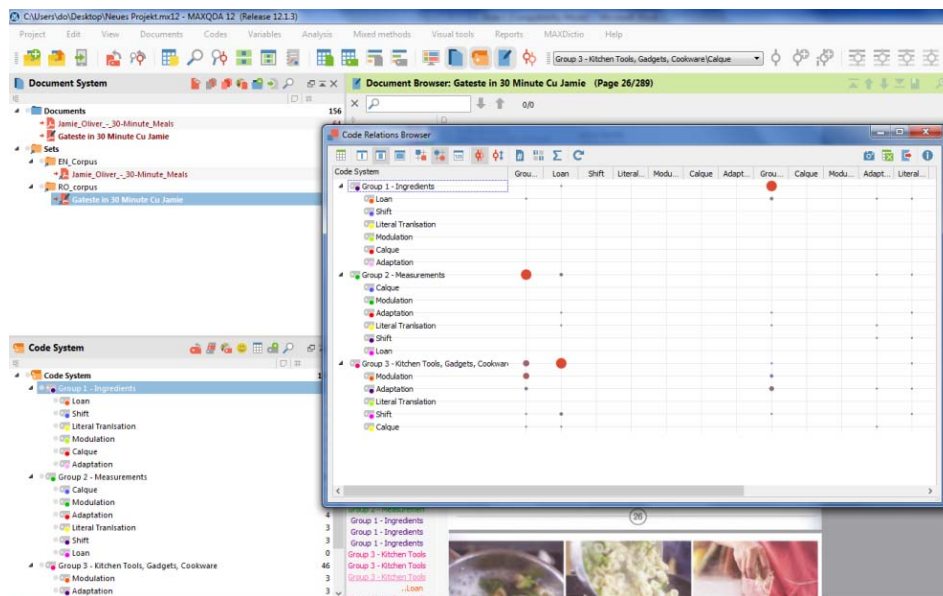 C:\Users\do\Desktop\Neues Projekt.mx12 - MAXQDA 12 (Release 12.1.3)
Project Edit View Documents Codes Variables Analysis Mixed methods Visual tools Reports MAXDictio Help
Group 3 - Kitchen Tools, Gadgets, Cookware\Calque
Document System
Documents 156
Jamie_Oliver_-_30-Minute_Meals
Gateste in 30 Minute Cu Jamie
Sets
EN_Corpus
Jamie_Oliver_-_30-Minute_Meals
RO_corpus
Gateste in 30 Minute Cu Jamie
Document Browser: Gateste in 30 Minute Cu Jamie (Page 26/289)
0/0
Code Relations Browser
Code System Grou... Loan Shift Literal... Modu... Calque Adapt... Grou... Calque Modu... Adapt... Literal...
Group 1 - Ingredients
Loan
Shift
Literal Tranlsation
Modulation
Calque
Adaptation
Group 2 - Measurements
Calque
Modulation
Adaptation
Literal Tranlsation
Shift
Loan
Group 3 - Kitchen Tools, Gadgets, Cookwar
Modulation
Adaptation
Literal Translation
Shift
Calque
Code System
Code System
Group 1 - Ingredients
Loan
Shift
Literal Tranlsation
Modulation
Calque
Adaptation
Group 2 - Measurements
Calque
Modulation
Adaptation 4
Literal Tranlsation 3
Shift 3
Loan 0
Group 3 - Kitchen Tools, Gadgets, Cookware 46
Modulation 3
Adaptation 3
Group 1 - Ingredients
Group 1 - Ingredients
Group 1 - Ingredients
Group 3 - Kitchen Tools
Group 3 - Kitchen Tools
Group 3 - Kitchen Tools
..Loan
26